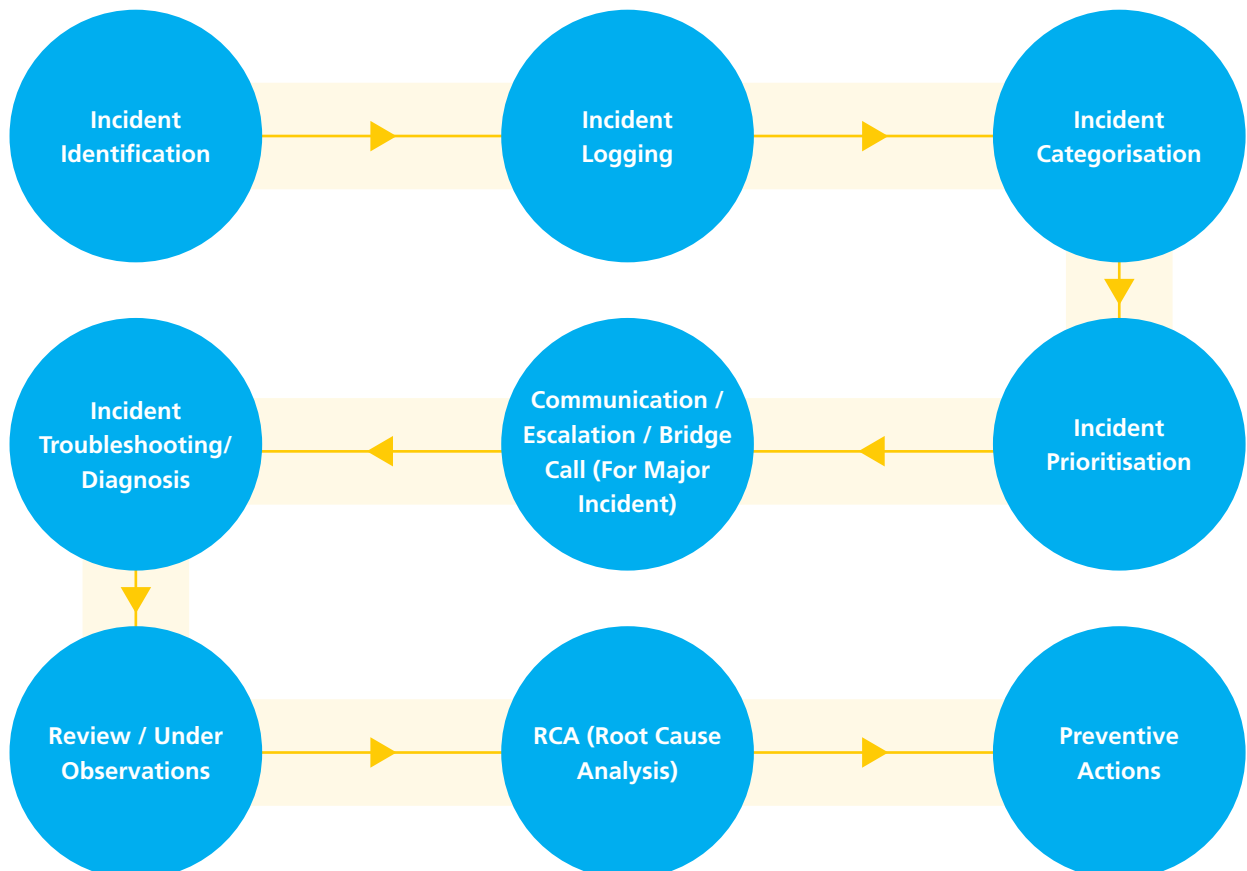 Incident
Identification
Incident
Logging
Incident
Categorisation
Incident
Prioritisation
Communication /
Escalation / Bridge
Call (For Major
Incident)
Incident
Troubleshooting/
Diagnosis
Review / Under
Observations
RCA (Root Cause
Analysis)
Preventive
Actions